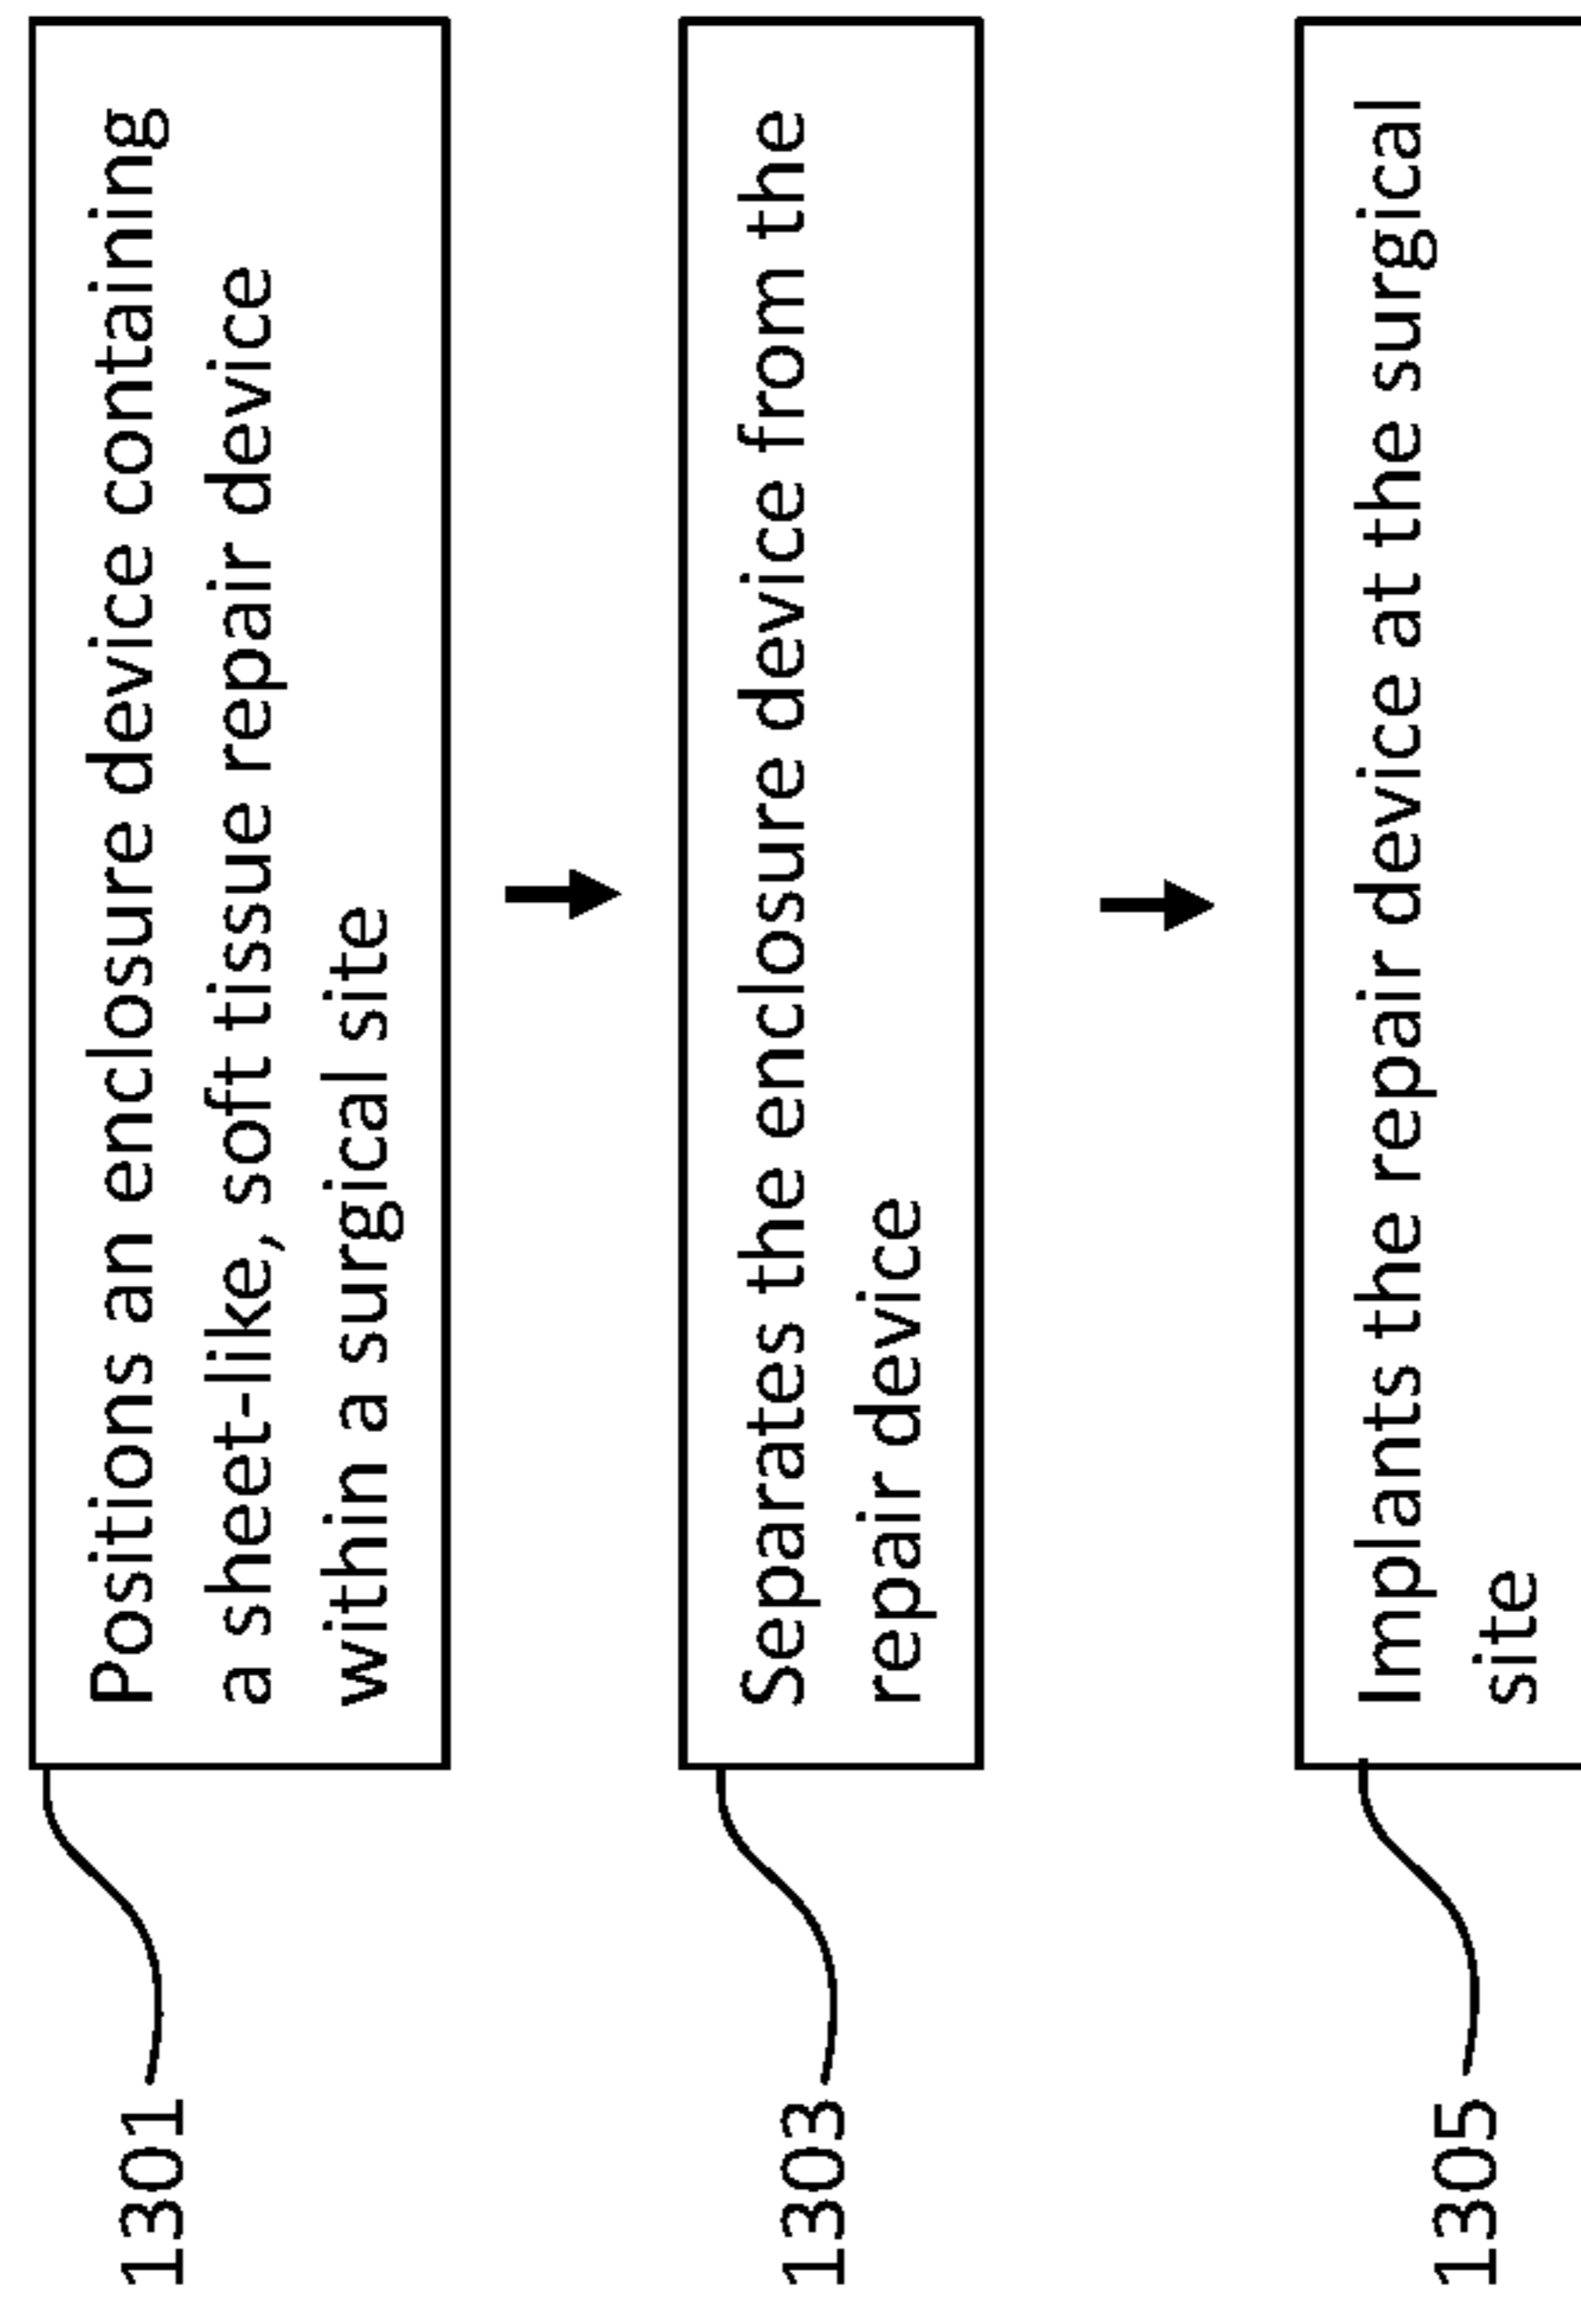 1301
Positions an enclosure device containing
a sheet-like, soft tissue repair device
within a surgical site
1303
Separates the enclosure device from the
repair device
1305
Implants the repair device at the surgical
site